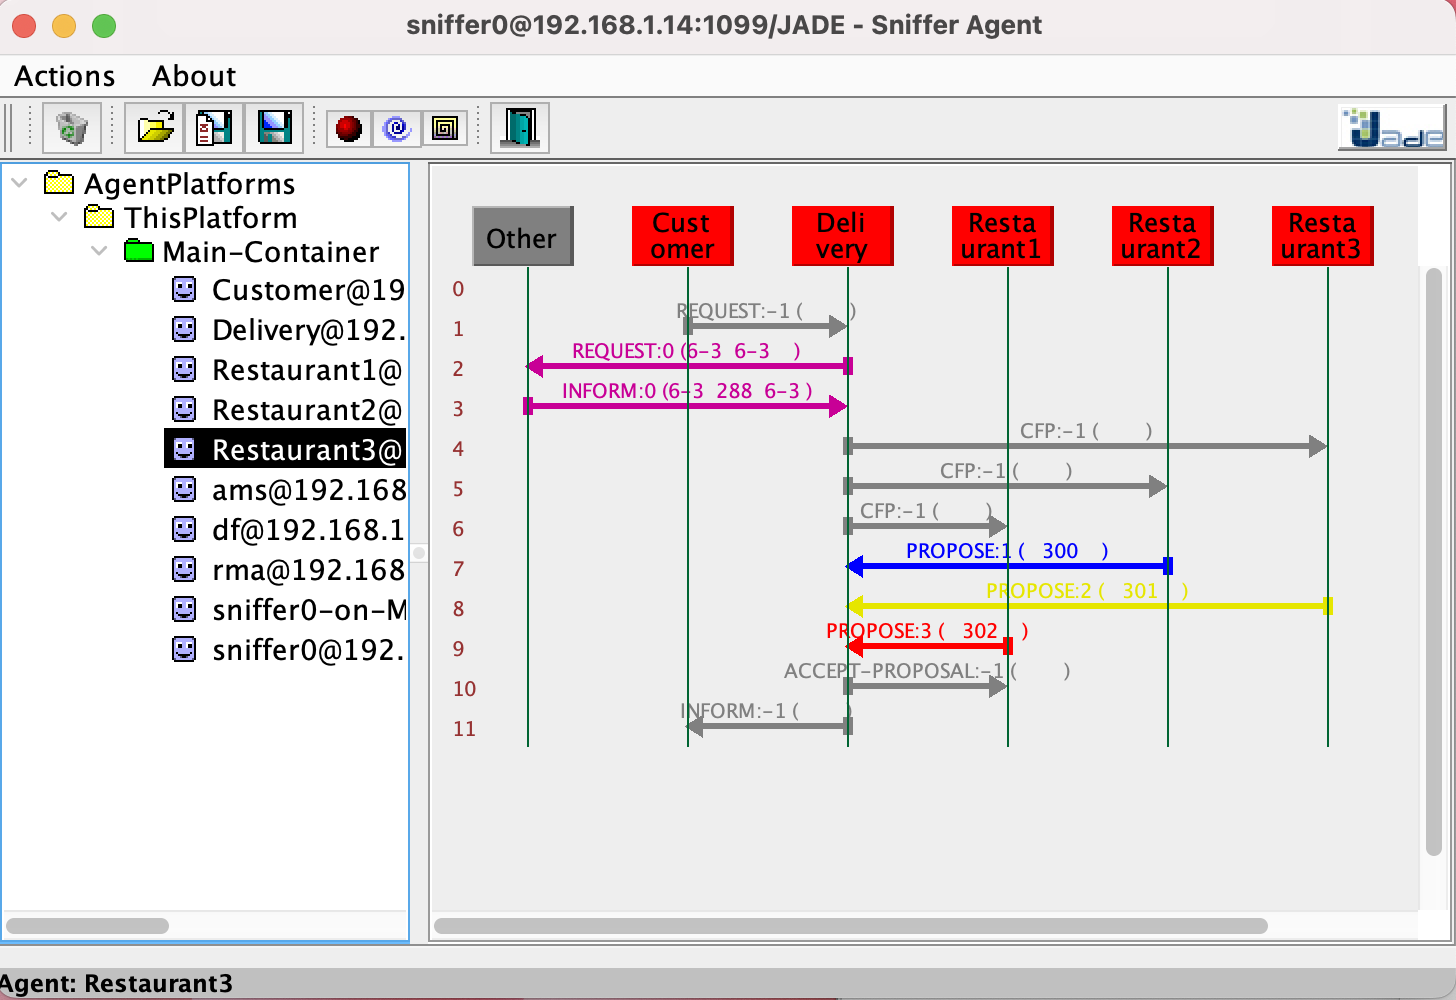 sniffer0@192.168.1.14:1099/JADE - Sniffer Agent
Actions About
Jade
AgentPlatforms
ThisPlatform
Main-Container
Customer@19
Delivery@192.
Restaurant1@
Restaurant2@
Restaurant3@
ams@192.168
df@192.168.1
rma@192.168
sniffer0-on-M
sniffer0@192.
Other
Cust
omer
Deli
very
Resta
urant1
Resta
urant2
Resta
urant3
0
REQUEST:-1 ( )
1
REQUEST:0 (6-3 6-3 )
2
INFORM:0 (6-3 288 6-3 )
3
CFP:-1 ( )
4
CFP:-1 ( )
5
CFP:-1 ( )
6
PROPOSE:1 ( 300 )
7
PROPOSE:2 ( 301 )
8
PROPOSE:3 ( 302 )
9
ACCEPT-PROPOSAL:-1 ( )
10
INFORM:-1 ( )
11
Agent: Restaurant3